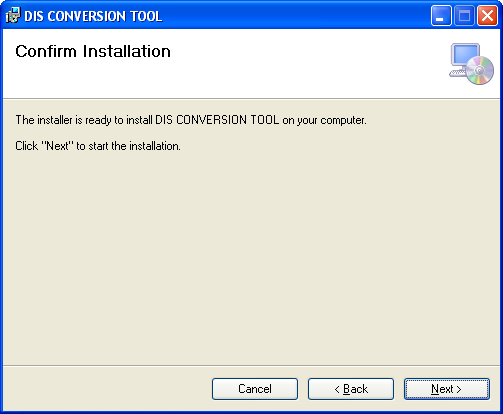 DIS CONVERSION TOOL
Confirm Installation
The installer is ready to install DIS CONVERSION TOOL on your computer.
Click "Next" to start the installation.
Cancel
< Back
Next >